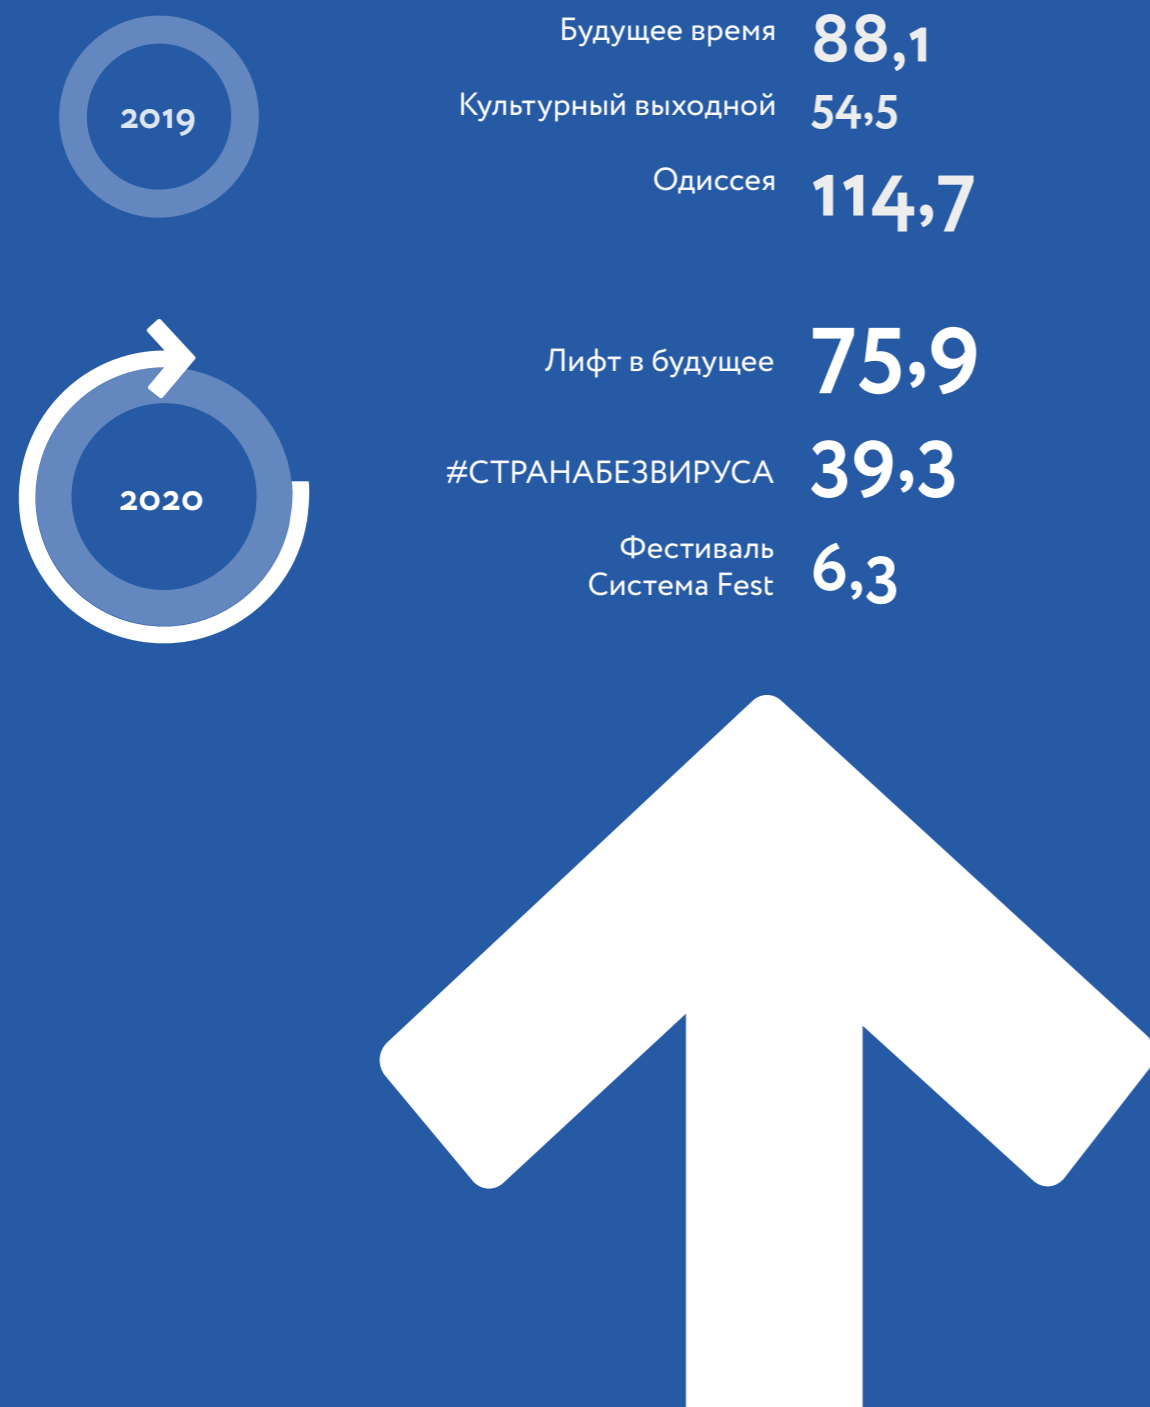 2019
Будущее время 88,1
Культурный выходной 54,5
Одиссея 114,7
2020
Лифт в будущее 75,9
#СТРАНАБЕЗВИРУСА 39,3
Фестиваль
Система Fest 6,3